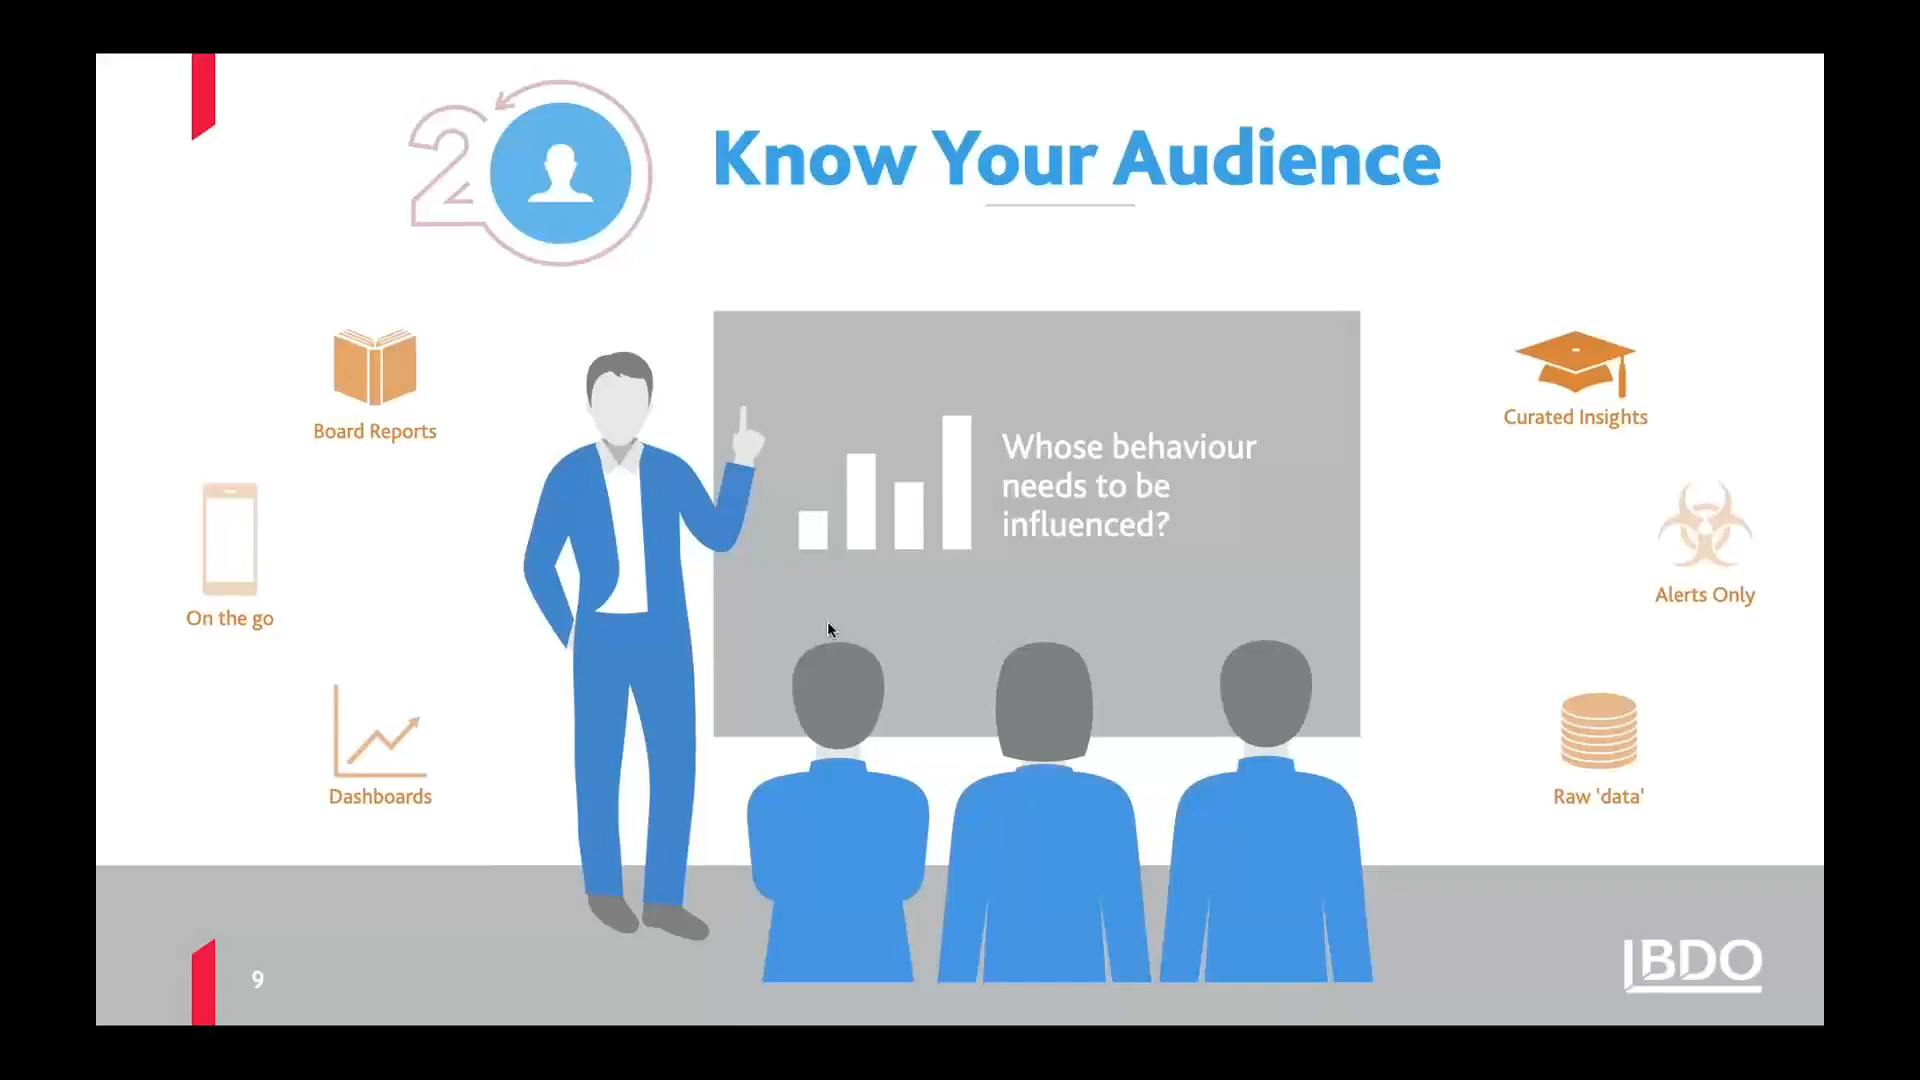 2
Know Your Audience
Board Reports
On the go
Dashboards
Whose behaviour
needs to be
influenced?
Curated Insights
Alerts Only
Raw 'data'
9
BDO